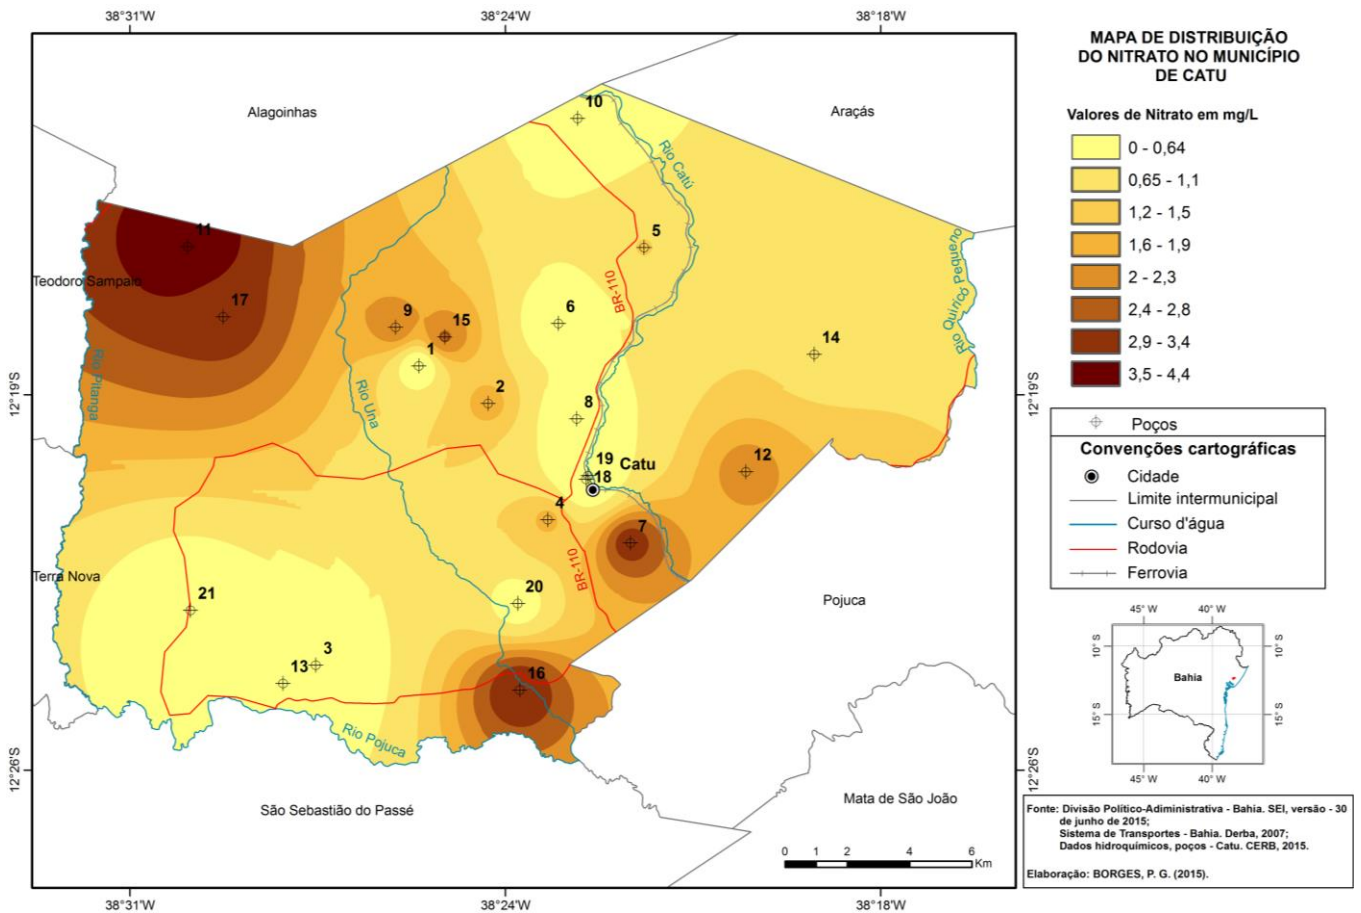 38°31'W
38°24'W
38°18'W
Alagoinhas
Araçás
Teodoro Sampaio
Terra Nova
Pojuca
São Sebastião do Passé
Mata de São João
10
11
5
17
9
15
6
14
1
2
8
19
Catu
18
12
4
7
20
21
3
13
16
Rio Catú
Rio Quiricó Pequeno
Rio Pitanga
Rio Una
Rio Pojuca
BR-110
BR-110
12°19'S
12°19'S
12°26'S
12°26'S
0 1 2 4 6
Km
38°31'W
38°24'W
38°18'W
MAPA DE DISTRIBUIÇÃO
DO NITRATO NO MUNICÍPIO
DE CATU
Valores de Nitrato em mg/L
0 - 0,64
0,65 - 1,1
1,2 - 1,5
1,6 - 1,9
2 - 2,3
2,4 - 2,8
2,9 - 3,4
3,5 - 4,4
Poços
Convenções cartográficas
Cidade
Limite intermunicipal
Curso d'água
Rodovia
Ferrovia
45° W
40° W
10° S
10° S
Bahia
15° S
15° S
45° W
40° W
Fonte: Divisão Político-Adiministrativa - Bahia. SEI, versão - 30
de junho de 2015;
Sistema de Transportes - Bahia. Derba, 2007;
Dados hidroquímicos, poços - Catu. CERB, 2015.
Elaboração: BORGES, P. G. (2015).